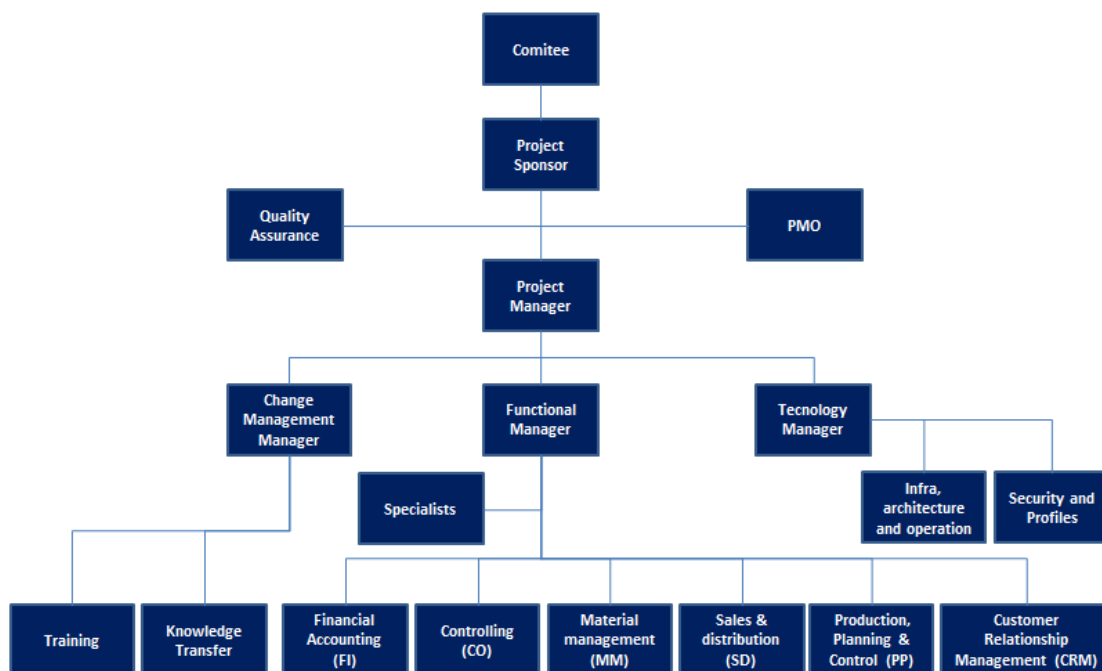 Comitee
Project
Sponsor
Quality
Assurance
PMO
Project
Manager
Change
Management
Manager
Functional
Manager
Tecnology
Manager
Specialists
Infra,
architecture
and operation
Security and
Profiles
Training
Knowledge
Transfer
Financial
Accounting
(FI)
Controlling
(CO)
Material
management
(MM)
Sales &
distribution
(SD)
Production,
Planning &
Control (PP)
Customer
Relationship
Management (CRM)